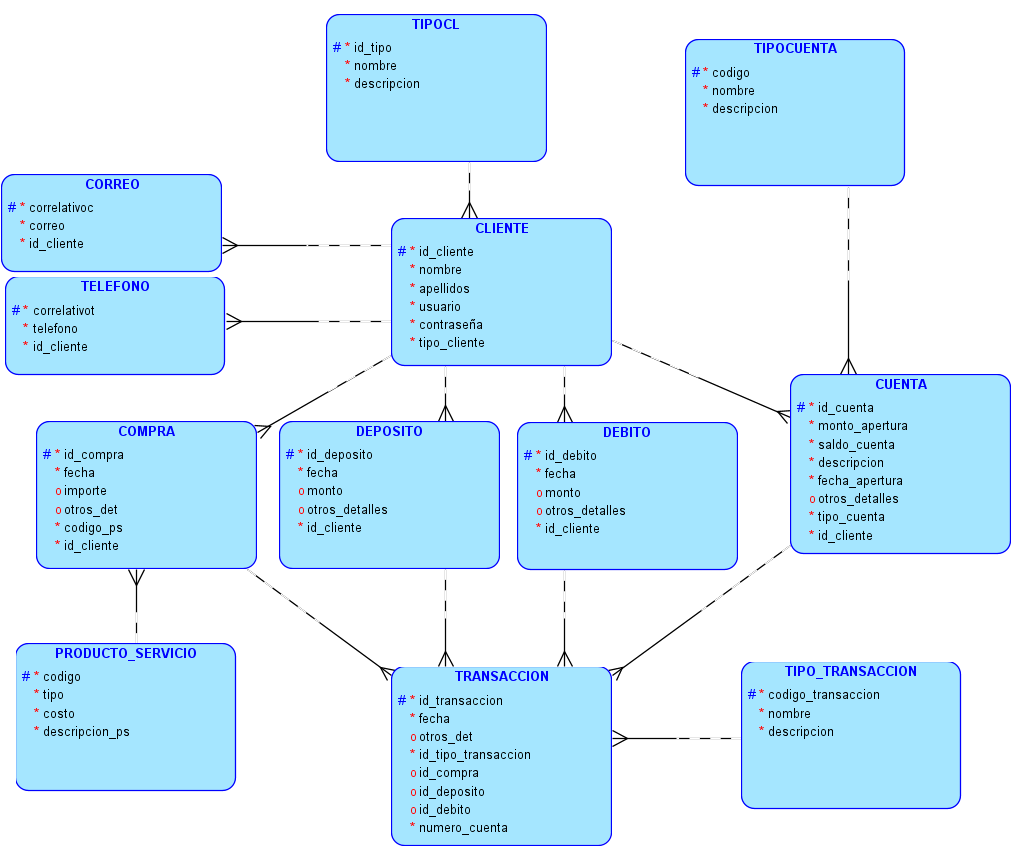 TIPOCL
# * id_tipo
* nombre
* descripcion
TIPOCUENTA
# * codigo
* nombre
* descripcion
CORREO
# * correlativoc
* correo
* id_cliente
TELEFONO
# * correlativot
* telefono
* id_cliente
CLIENTE
# * id_cliente
* nombre
* apellidos
* usuario
* contraseña
* tipo_cliente
CUENTA
# * id_cuenta
* monto_apertura
* saldo_cuenta
* descripcion
* fecha_apertura
o otros_detalles
* tipo_cuenta
* id_cliente
COMPRA
# * id_compra
* fecha
o importe
o otros_det
* codigo_ps
* id_cliente
DEPOSITO
# * id_deposito
* fecha
o monto
o otros_detalles
* id_cliente
DEBITO
# * id_debito
* fecha
o monto
o otros_detalles
* id_cliente
PRODUCTO_SERVICIO
# * codigo
* tipo
* costo
* descripcion_ps
TRANSACCION
# * id_transaccion
* fecha
o otros_det
* id_tipo_transaccion
o id_compra
o id_deposito
o id_debito
* numero_cuenta
TIPO_TRANSACCION
# * codigo_transaccion
* nombre
* descripcion